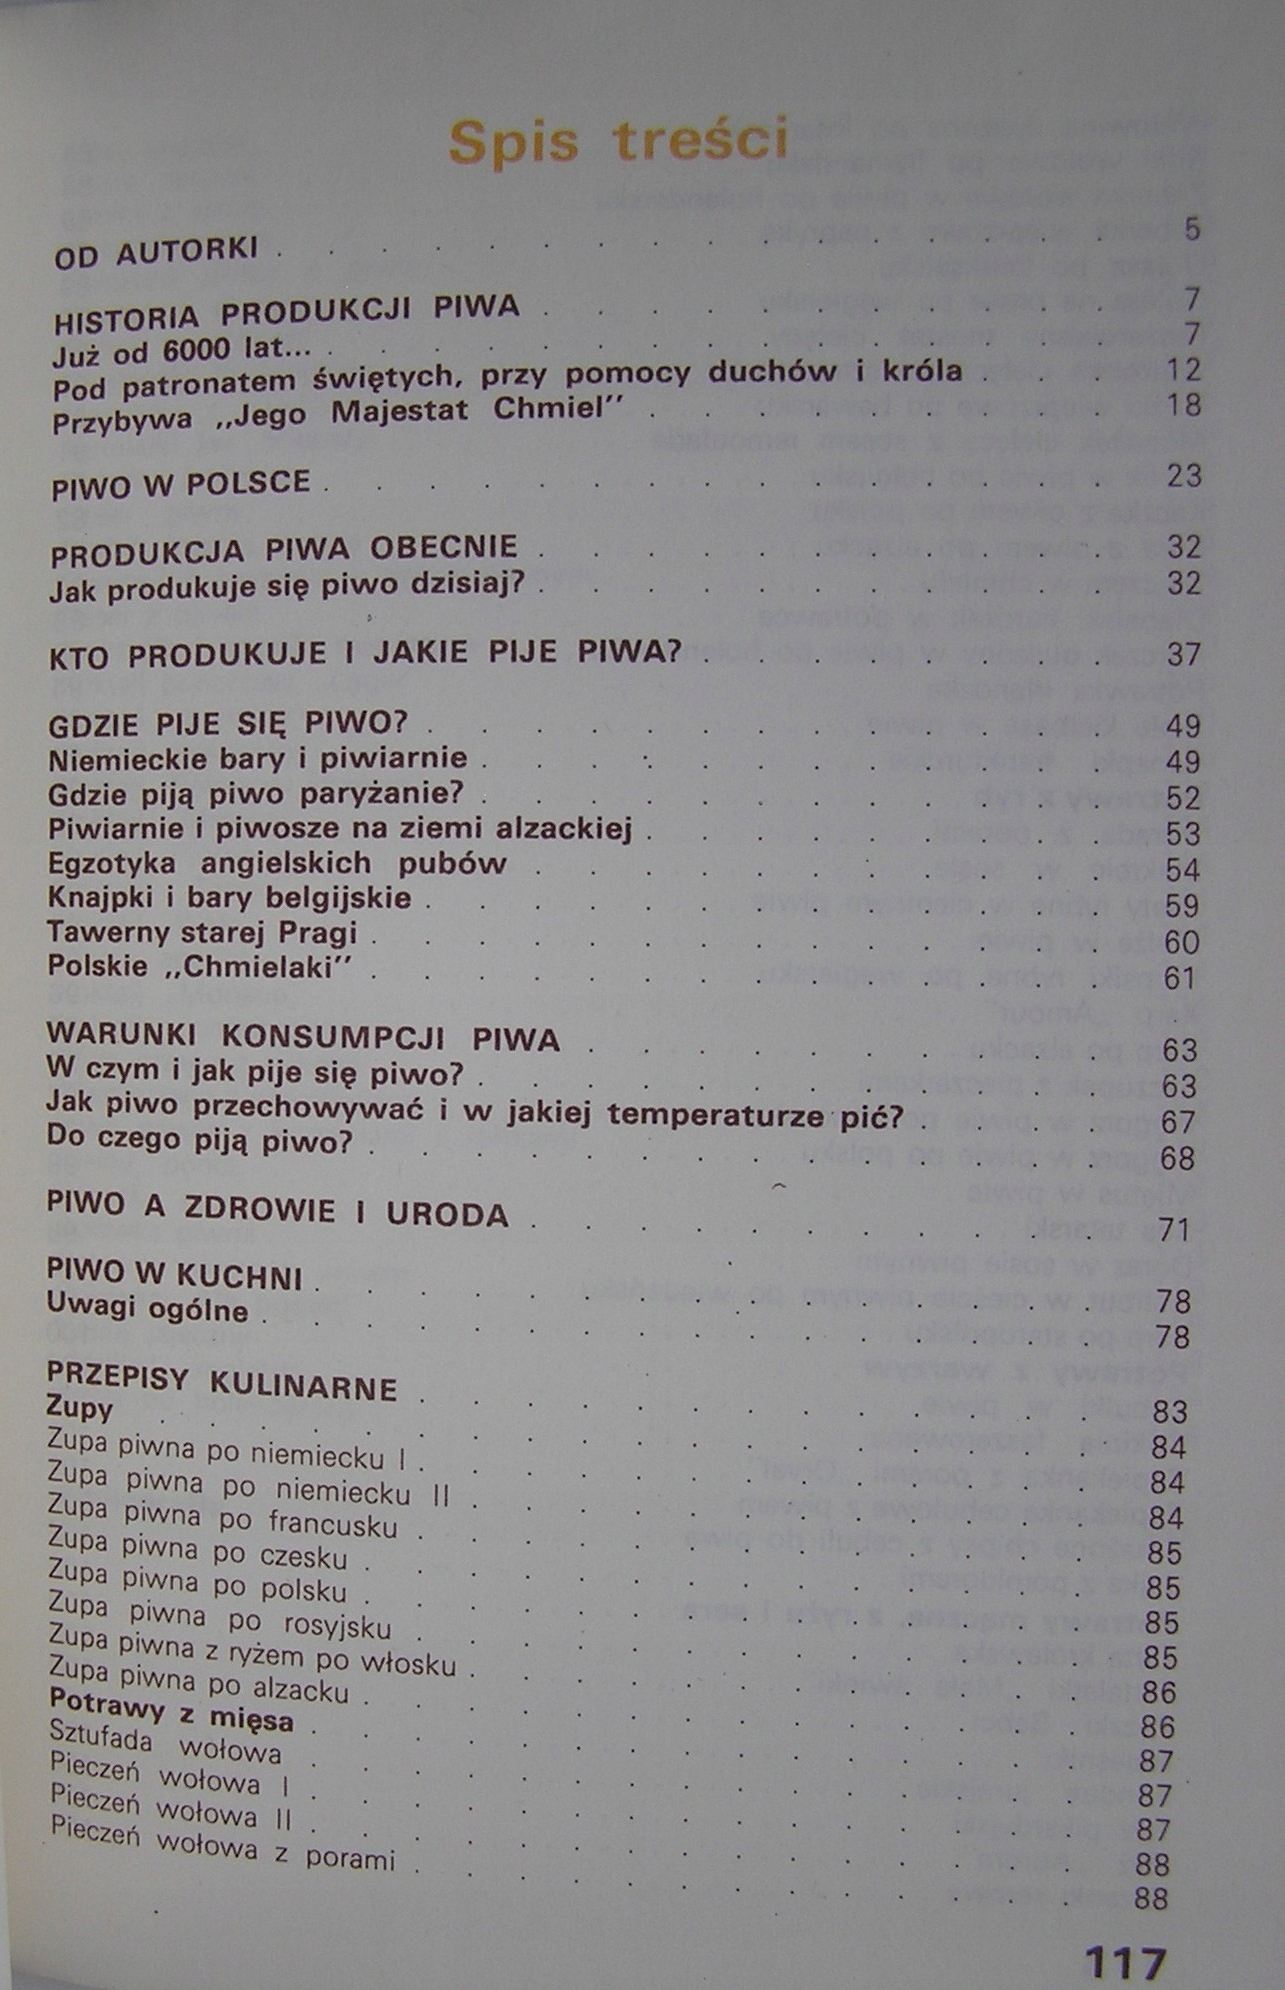 Spis treści
OD AUTORKI . . . . . . . . . . . . . . . . 5
HISTORIA PRODUKCJI PIWA . . . . . . . . . . . 7
Już od 6000 lat... . . . . . . . . . . . . . . . 7
Pod patronatem świętych, przy pomocy duchów i króla . . . 12
Przybywa „Jego Majestat Chmiel" . . . . . . . . . 18
PIWO W POLSCE . . . . . . . . . . . . . . . 23
PRODUKCJA PIWA OBECNIE . . . . . . . . . . . 32
Jak produkuje się piwo dzisiaj? . . . . . . . . . . . 32
KTO PRODUKUJE I JAKIE PIJE PIWA? . . . . . . . . 37
GDZIE PIJE SIĘ PIWO? . . . . . . . . . . . . . 49
Niemieckie bary i piwiarnie . . . . . . . . . . . . 49
Gdzie piją piwo paryżanie? . . . . . . . . . . . . 52
Piwiarnie i piwosze na ziemi alzackiej . . . . . . . . . 53
Egzotyka angielskich pubów . . . . . . . . . . . 54
Knajpki i bary belgijskie . . . . . . . . . . . . . 59
Tawerny starej Pragi . . . . . . . . . . . . . . 60
Polskie „Chmielaki" . . . . . . . . . . . . . . 61
WARUNKI KONSUMPCJI PIWA . . . . . . . . . . 63
W czym i jak pije się piwo? . . . . . . . . . . . . 63
Jak piwo przechowywać i w jakiej temperaturze pić? . . . . 67
Do czego piją piwo? . . . . . . . . . . . . . . 68
PIWO A ZDROWIE I URODA . . . . . . . . . . . 71
PIWO W KUCHNI . . . . . . . . . . . . . . . 78
Uwagi ogólne . . . . . . . . . . . . . . . . 78
PRZEPISY KULINARNE . . . . . . . . . . . . . 83
Zupy . . . . . . . . . . . . . . . . . . 84
Zupa piwna po niemiecku I . . . . . . . . . . . . 84
Zupa piwna po niemiecku II . . . . . . . . . . . . 84
Zupa piwna po francusku . . . . . . . . . . . . . 85
Zupa piwna po czesku . . . . . . . . . . . . . . 85
Zupa piwna po polsku . . . . . . . . . . . . . . 85
Zupa piwna po rosyjsku . . . . . . . . . . . . . 85
Zupa piwna z ryżem po włosku . . . . . . . . . . . 86
Zupa piwna po alzacku . . . . . . . . . . . . . . 86
Potrawy z mięsa . . . . . . . . . . . . . . . 87
Sztufada wołowa . . . . . . . . . . . . . . . 87
Pieczeń wołowa I . . . . . . . . . . . . . . . 87
Pieczeń wołowa II . . . . . . . . . . . . . . . 88
Pieczeń wołowa z porami . . . . . . . . . . . . . 88
117